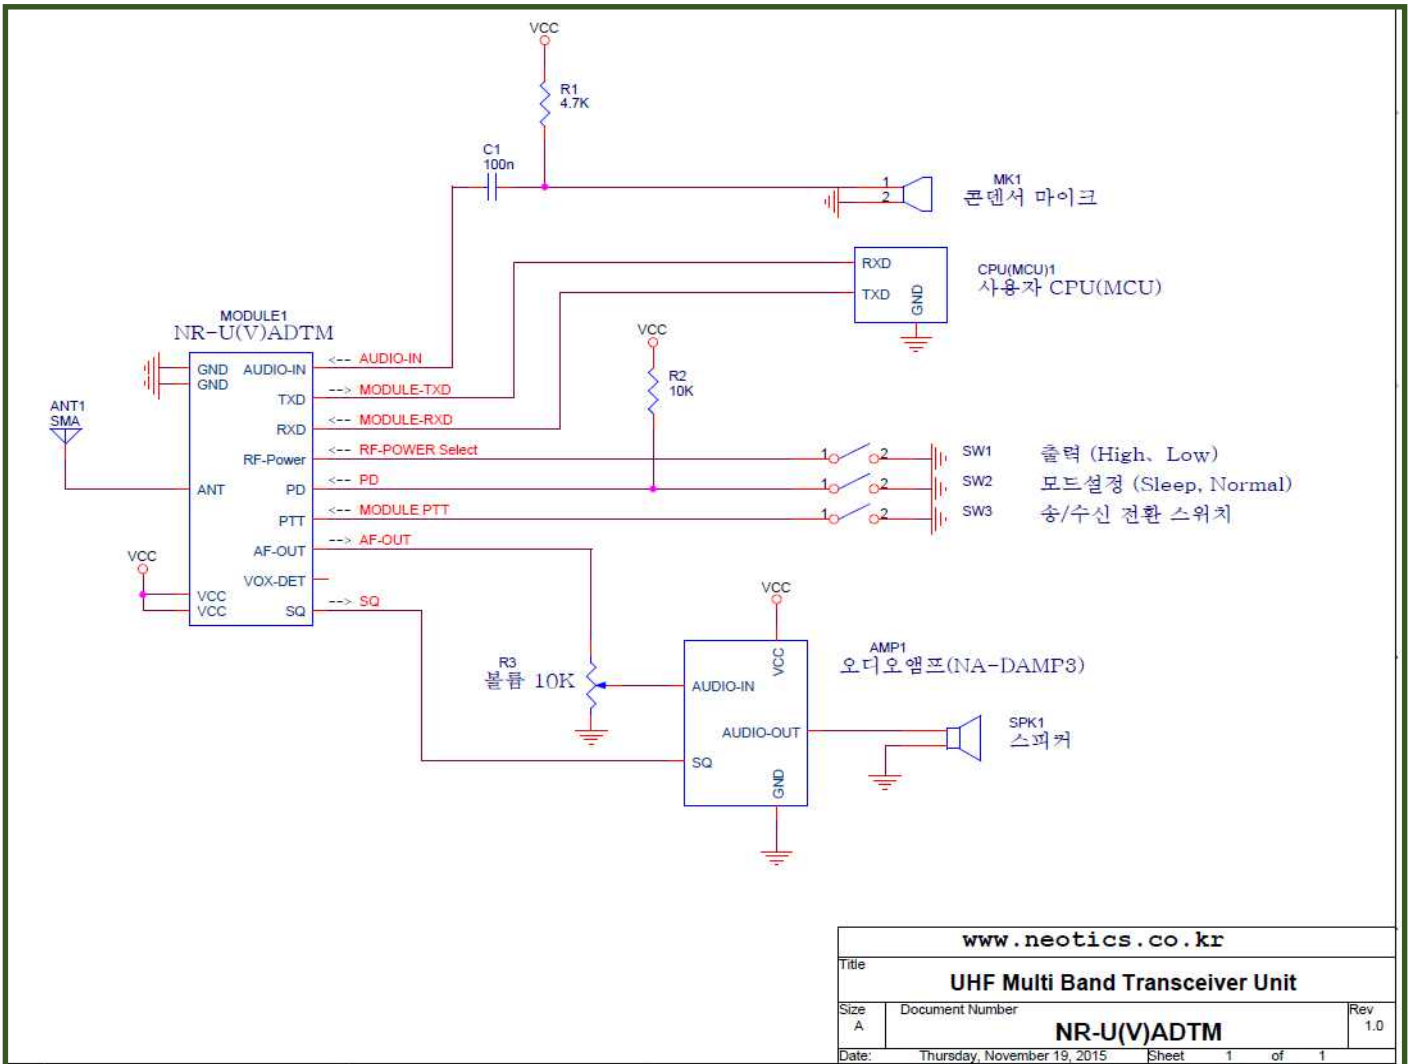 VCC
R1
4.7K
C1
100n
1
2
MK1
콘덴서 마이크
RXD
TXD
GND
CPU(MCU)1
사용자 CPU(MCU)
MODULE1
NR-U(V)ADTM
VCC
R2
10K
GND
GND
AUDIO-IN
TXD
RXD
RF-Power
ANT
PD
PTT
AF-OUT
VOX-DET
VCC
VCC
SQ
<-- AUDIO-IN
--> MODULE-TXD
<-- MODULE-RXD
<-- RF-POWER Select
<-- PD
<-- MODULE PTT
--> AF-OUT
--> SQ
ANT1
SMA
VCC
1 2 SW1 출력 (High、Low)
1 2 SW2 모드설정 (Sleep, Normal)
1 2 SW3 송/수신 전환 스위치
R3
볼륨 10K
VCC
VCC
AUDIO-IN
AUDIO-OUT
SQ
GND
AMP1
오디오앰프(NA-DAMP3)
SPK1
스피커
www.neotics.co.kr
Title
UHF Multi Band Transceiver Unit
Size
A
Document Number
NR-U(V)ADTM
Rev
1.0
Date: Thursday, November 19, 2015 Sheet 1 of 1